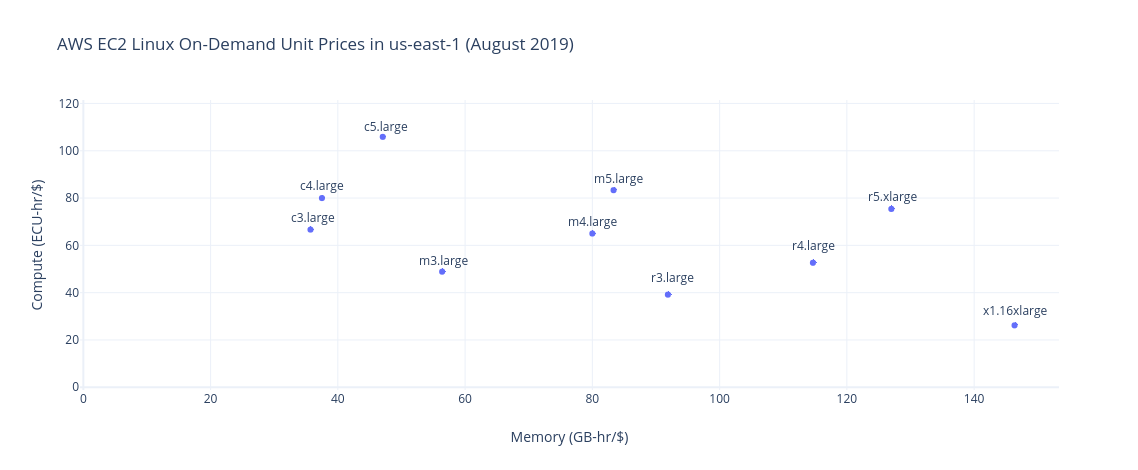 AWS EC2 Linux On-Demand Unit Prices in us-east-1 (August 2019)
120
c5.large
100
m5.large
c4.large
80
r5.xlarge
c3.large
m4.large
60
r4.large
m3.large
r3.large
40
x1.16xlarge
20
0
0 20 40 60 80 100 120 140
Compute (ECU-hr/$)
Memory (GB-hr/$)